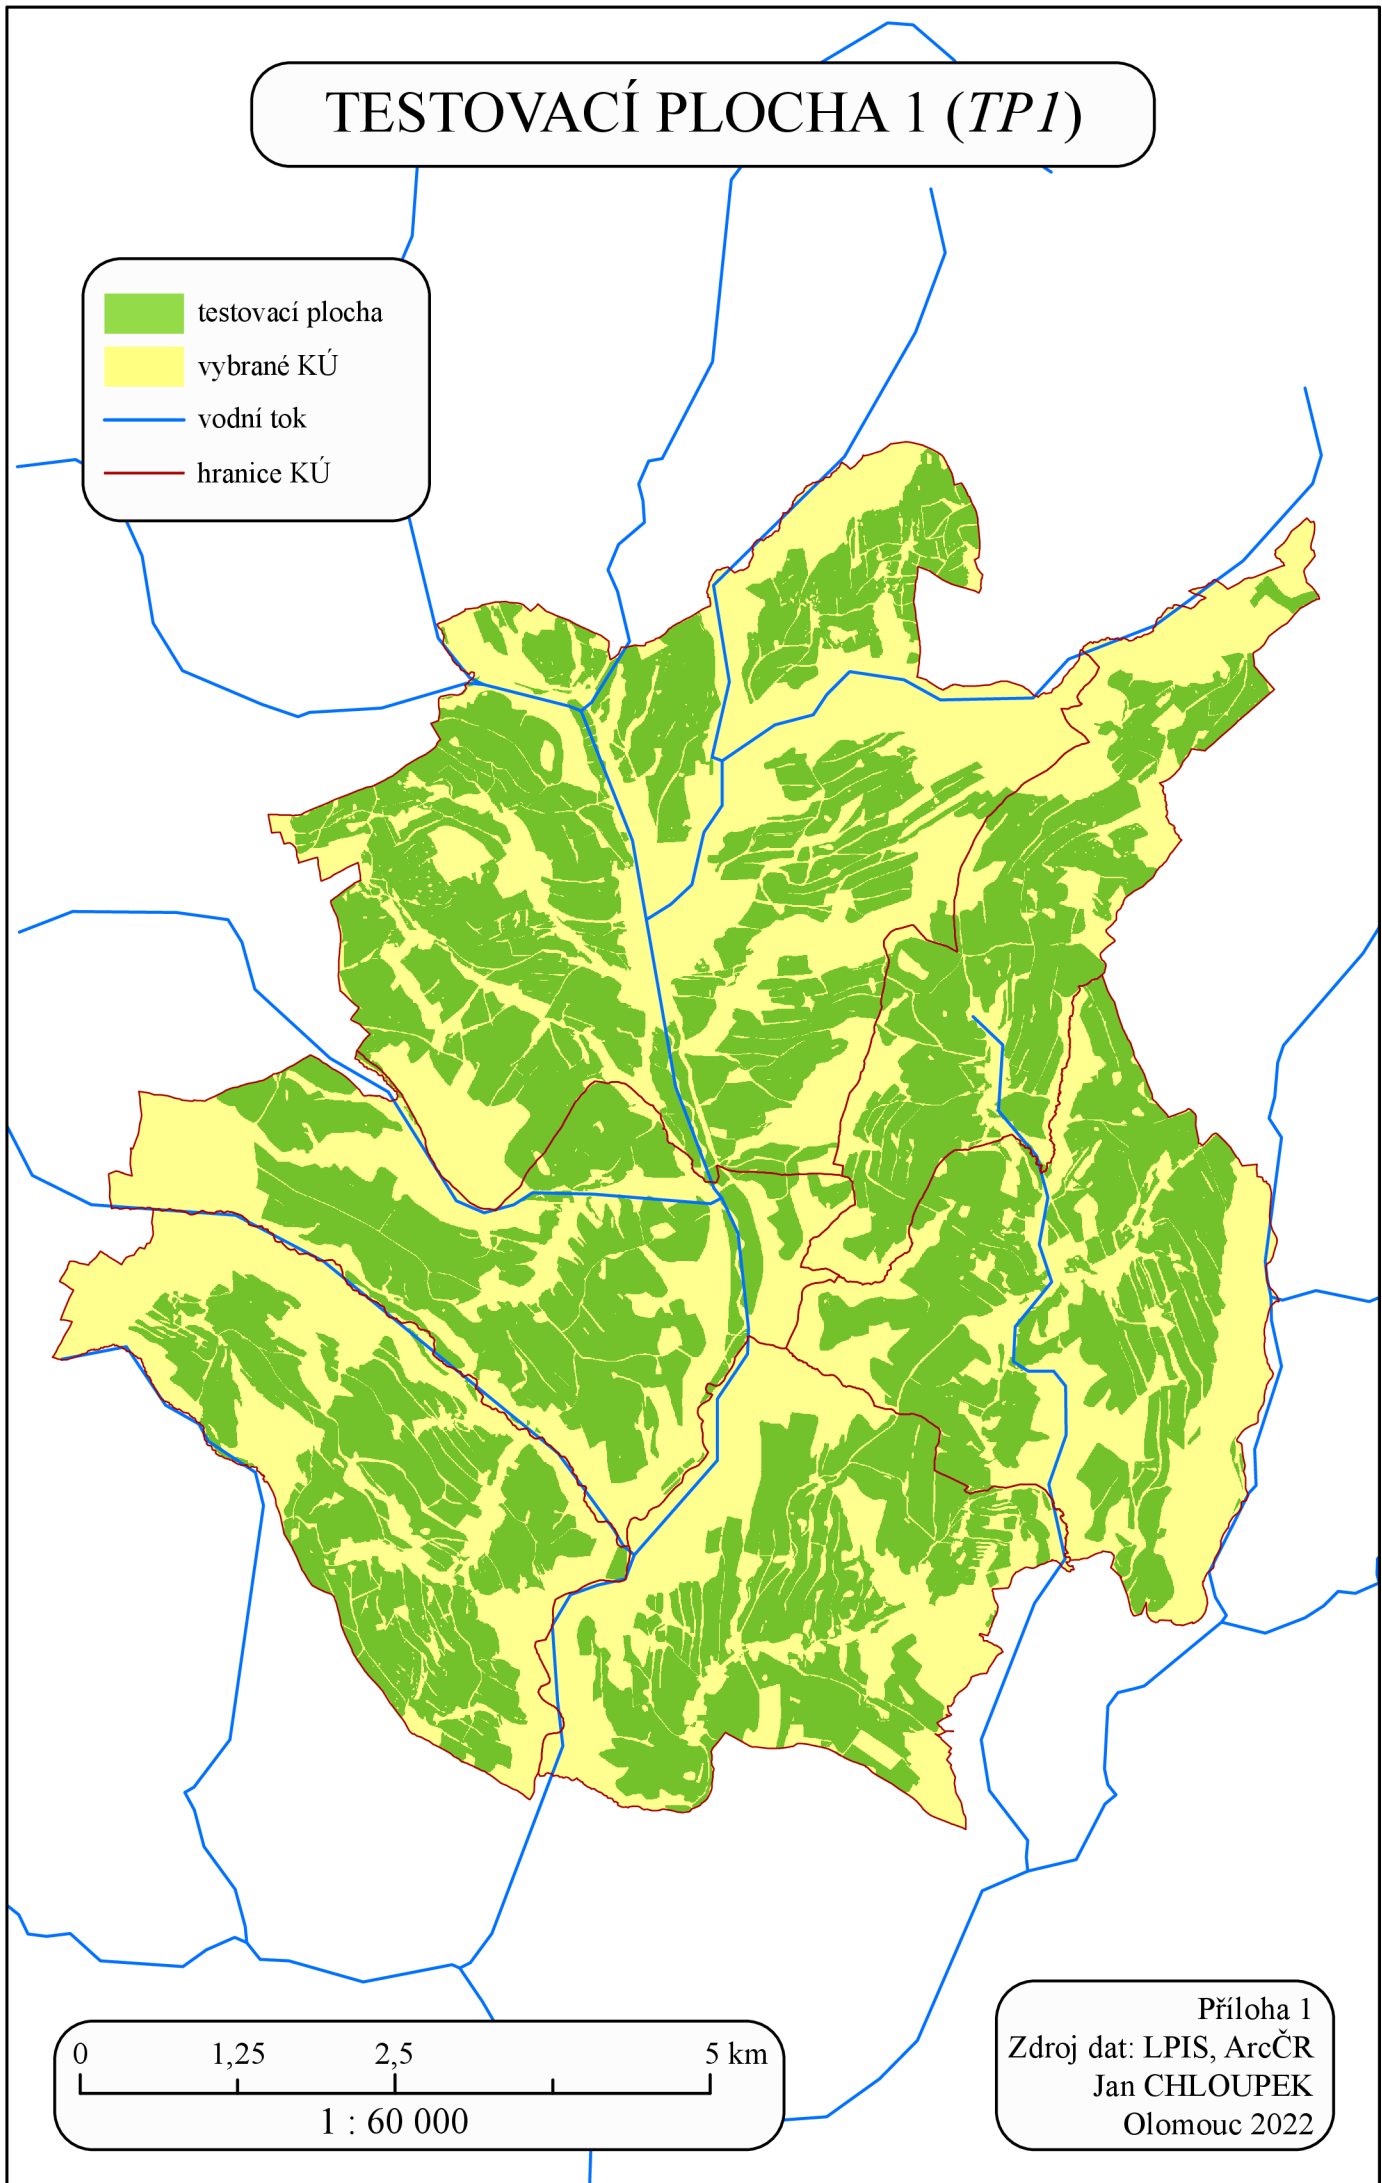 TESTOVACÍ PLOCHA 1 (TP1)
testovací plocha
vybrané KÚ
vodní tok
hranice KÚ
0 1,25 2,5 5 km
1 : 60 000
Příloha 1
Zdroj dat: LPIS, ArcČR
Jan CHLOUPEK
Olomouc 2022